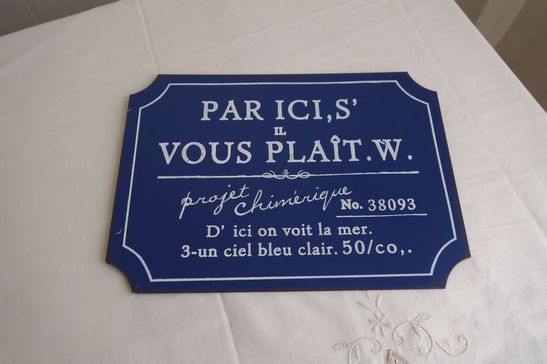 PAR ICI,S'
IL
VOUS PLAÎT.W.
projet chimérique
No. 38093
D' ici on voit la mer.
3-un ciel bleu clair. 50/co,.